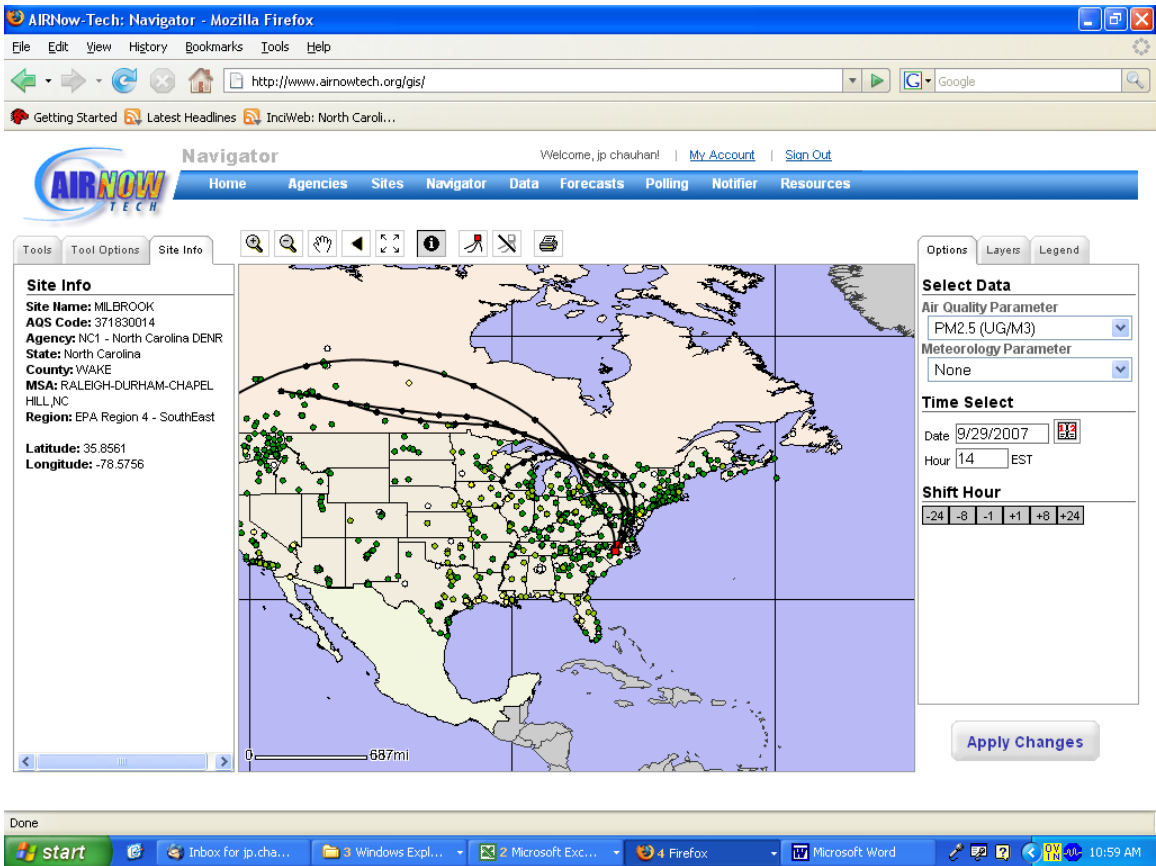 AIRNow-Tech: Navigator - Mozilla Firefox
File Edit View History Bookmarks Tools Help
http://www.airnowtech.org/gis/
G Google
Getting Started Latest Headlines InciWeb: North Caroli...
Navigator
Welcome, jp chauhan! | My Account | Sign Out
AIRNOW
TECH
Home Agencies Sites Navigator Data Forecasts Polling Notifier Resources
Tools Tool Options Site Info
Options Layers Legend
Site Info
Site Name: MILBROOK
AQS Code: 371830014
Agency: NC1 - North Carolina DENR
State: North Carolina
County: WAKE
MSA: RALEIGH-DURHAM-CHAPEL
HILL,NC
Region: EPA Region 4 - SouthEast
Latitude: 35.8561
Longitude: -78.5756
0 687mi
Select Data
Air Quality Parameter
PM2.5 (UG/M3)
Meteorology Parameter
None
Time Select
Date 9/29/2007
Hour 14 EST
Shift Hour
-24 -8 -1 +1 +8 +24
Apply Changes
Done
start Inbox for jp.cha... 3 Windows Expl... 2 Microsoft Exc... 4 Firefox Microsoft Word 10:59 AM